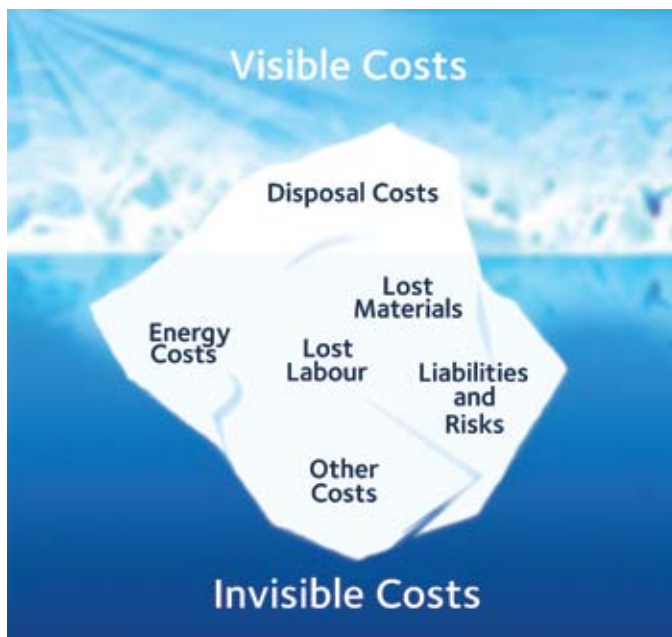 Visible Costs
Disposal Costs
Lost
Materials
Energy
Costs
Lost
Labour
Liabilities
and
Risks
Other
Costs
Invisible Costs